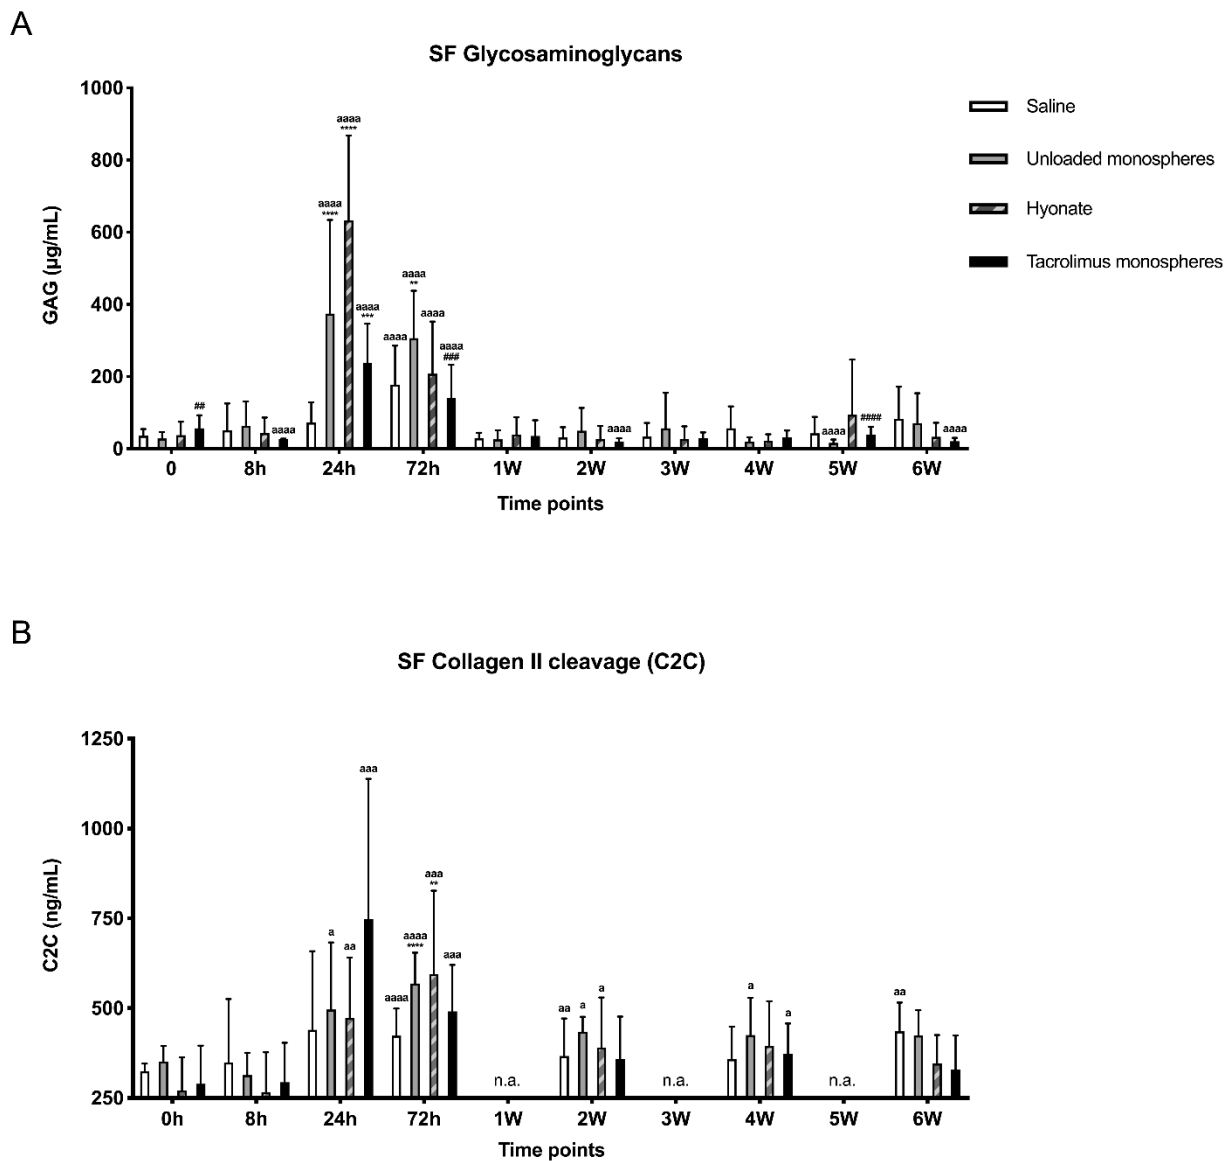 A
SF Glycosaminoglycans
GAG (µg/mL)
1000
800
600
400
200
0
##
aaaa
aaaa
****
aaaa
****
aaaa
***
aaaa
aaaa
**
aaaa
aaaa
###
aaaa
aaaa
####
aaaa
0 8h 24h 72h 1W 2W 3W 4W 5W 6W
Time points
Saline
Unloaded monospheres
Hyonate
Tacrolimus monospheres
B
SF Collagen II cleavage (C2C)
C2C (ng/mL)
1250
1000
750
500
250
a
aa
aaa
aaaa
aaaa
****
aaa
**
aaa
n.a.
aa
a
a
n.a.
a
a
n.a.
aa
0h 8h 24h 72h 1W 2W 3W 4W 5W 6W
Time points